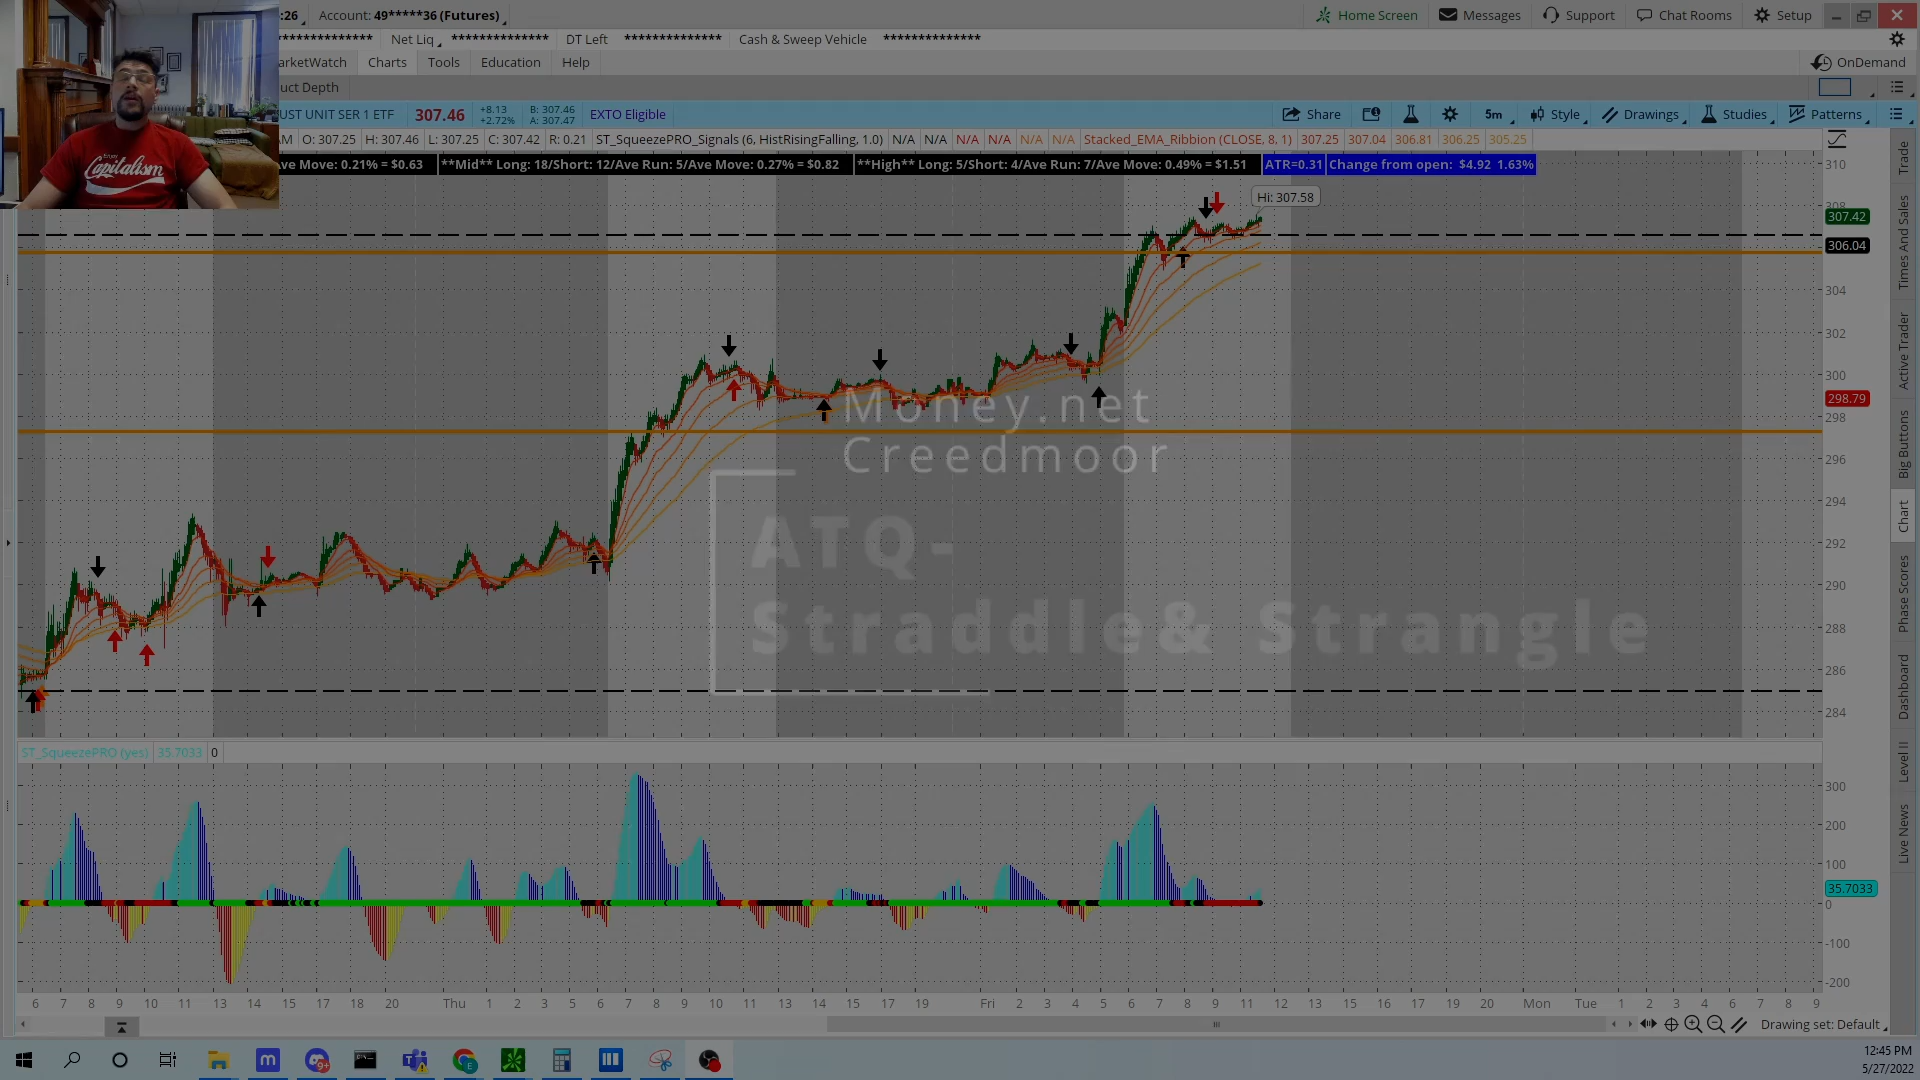 :26 Account: 49*****36 (Futures) Home Screen Messages Support Chat Rooms Setup
************** Net Liq ************** DT Left ************** Cash & Sweep Vehicle **************
arketWatch Charts Tools Education Help OnDemand
uct Depth
UST UNIT SER 1 ETF 307.46 +8.13 +2.72% B: 307.46 A: 307.47 EXTO Eligible Share 5m Style Drawings Studies Patterns
AM O: 307.25 H: 307.46 L: 307.25 C: 307.42 R: 0.21 ST_SqueezePRO_Signals (6, HistRisingFalling, 1.0) N/A N/A N/A N/A N/A N/A Stacked_EMA_Ribbion (CLOSE, 8, 1) 307.25 307.04 306.81 306.25 305.25
ve Move: 0.21% = $0.63 **Mid** Long: 18/Short: 12/Ave Run: 5/Ave Move: 0.27% = $0.82 **High** Long: 5/Short: 4/Ave Run: 7/Ave Move: 0.49% = $1.51 ATR=0.31 Change from open: $4.92 1.63%
Enjoy
Capitalism
Hi: 307.58
310
308
307.42
306.04
304
302
300
298.79
298
296
294
292
290
288
286
284
Money.net
Creedmoor
ATQ-
Straddle& Strangle
Trade
Times And Sales
Active Trader
Big Buttons
Chart
Phase Scores
Dashboard
Level II
Live News
ST_SqueezePRO (yes) 35.7033 0
300
200
100
35.7033
0
-100
-200
6 7 8 9 10 11 13 14 15 17 18 20 Thu 1 2 3 5 6 7 8 9 10 11 13 14 15 17 19 Fri 2 3 4 5 6 7 8 9 11 12 13 15 16 17 19 20 Mon Tue 1 2 3 4 6 7 8 9
Drawing set: Default
9+
12:45 PM
5/27/2022